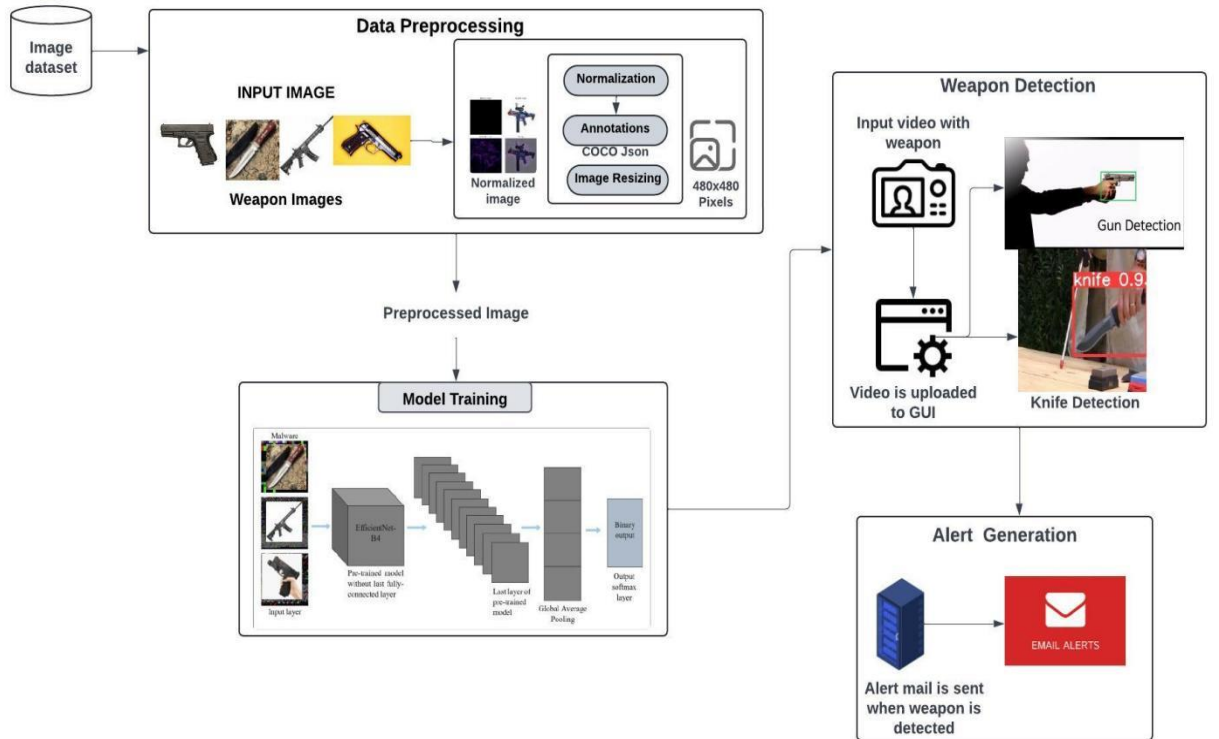 Image
dataset
Data Preprocessing
INPUT IMAGE
Weapon Images
Normalized
image
Normalization
Annotations
COCO Json
Image Resizing
480x480
Pixels
Preprocessed Image
Model Training
Malware
Input layer
EfficientNet-
B4
Pre-trained model
without last fully-
connected layer
Last layer of
pre-trained
model
Global Average
Pooling
Binary
output
Output
softmax
layer
Weapon Detection
Input video with
weapon
Video is uploaded
to GUI
Gun Detection
knife 0.9
Knife Detection
Alert Generation
EMAIL ALERTS
Alert mail is sent
when weapon is
detected